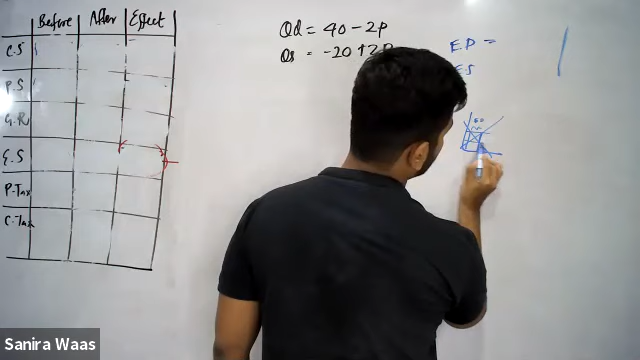 Before After Effect
C.S
P.S
G.R
E.S
P.Tax
C.Tax
Qd = 40 - 2P
Qs = -20 + 2P
E.P =
E.S
Sanira Waas